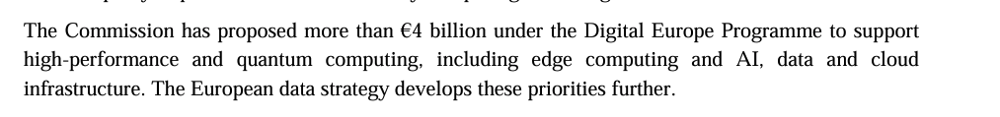 The Commission has proposed more than €4 billion under the Digital Europe Programme to support
high-performance and quantum computing, including edge computing and AI, data and cloud
infrastructure. The European data strategy develops these priorities further.